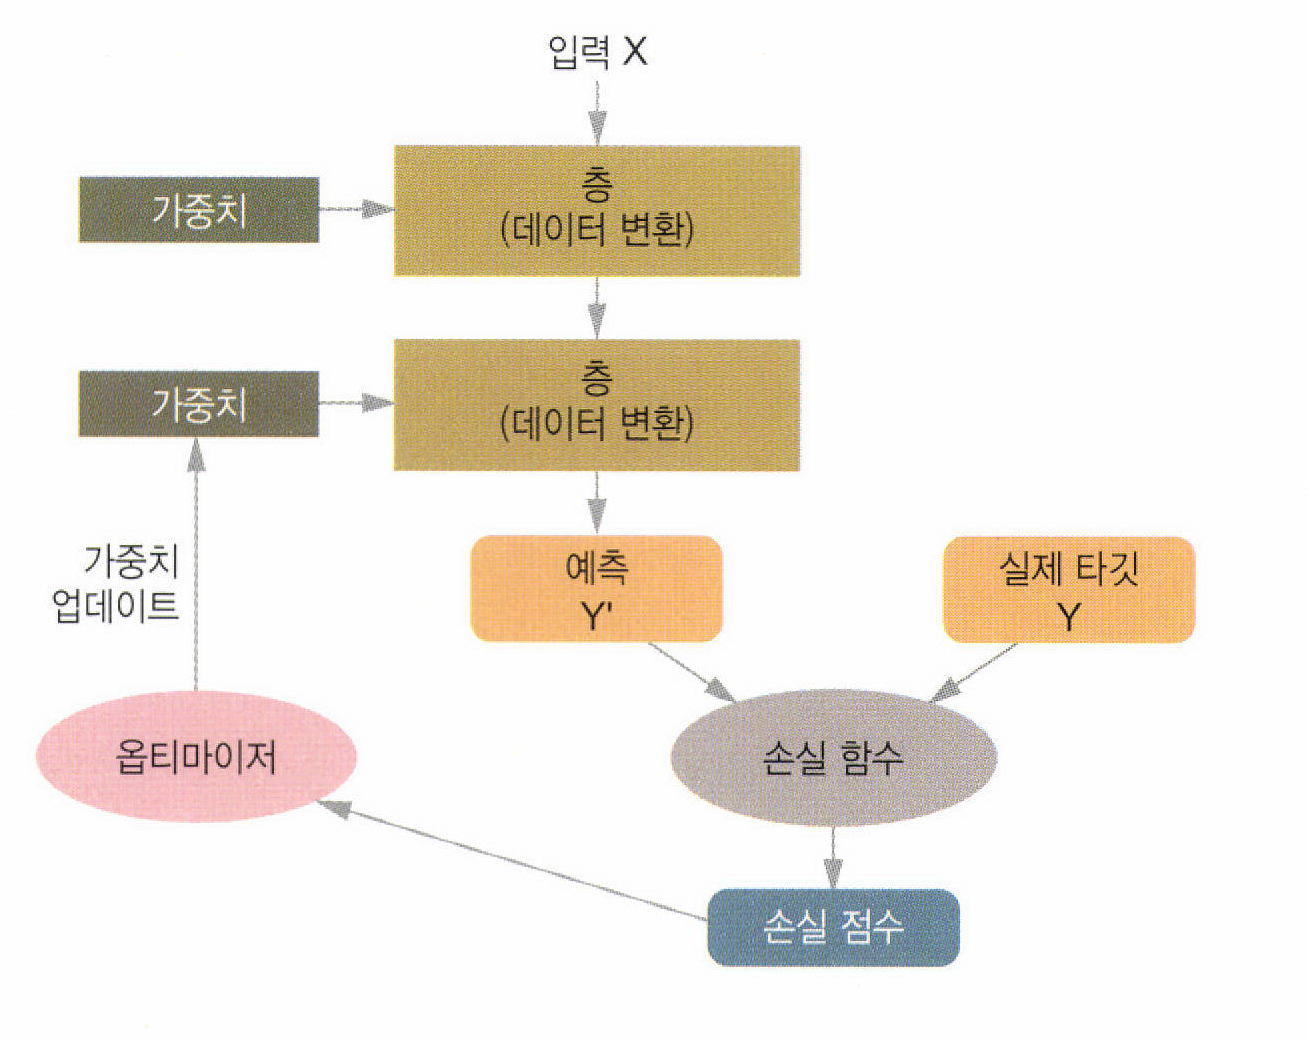 입력 X
가중치
층
(데이터 변환)
가중치
층
(데이터 변환)
가중치
업데이트
예측
Y'
실제 타깃
Y
옵티마이저
손실 함수
손실 점수